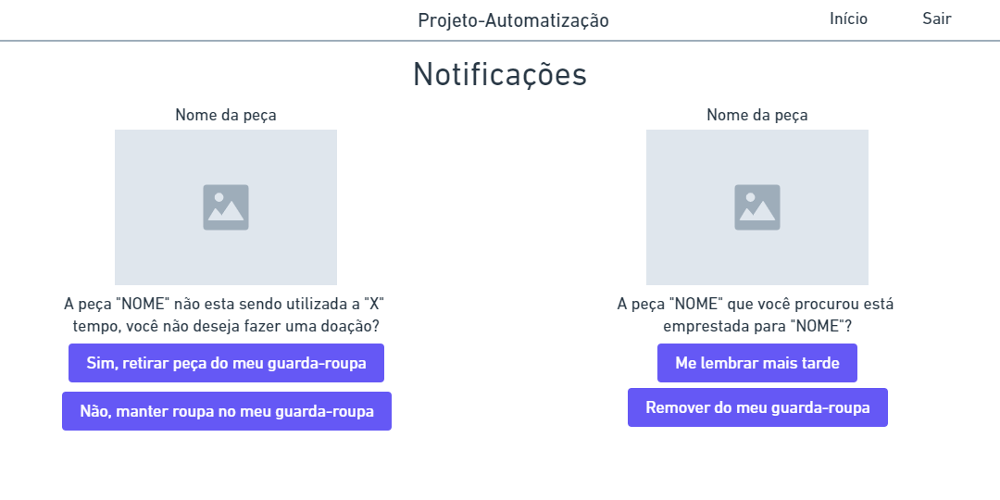 Projeto-Automatização
Início
Sair
Notificações
Nome da peça
A peça "NOME" não esta sendo utilizada a "X"
tempo, você não deseja fazer uma doação?
Sim, retirar peça do meu guarda-roupa
Não, manter roupa no meu guarda-roupa
Nome da peça
A peça "NOME" que você procurou está
emprestada para "NOME"?
Me lembrar mais tarde
Remover do meu guarda-roupa